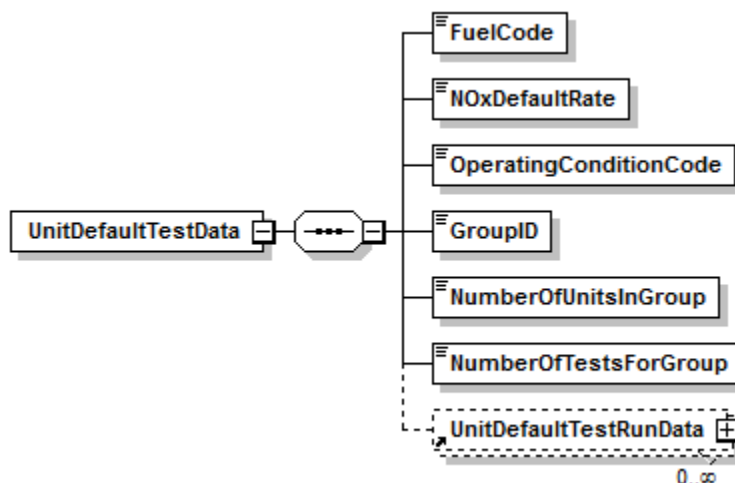 FuelCode
NOxDefaultRate
OperatingConditionCode
UnitDefaultTestData
GroupID
NumberOfUnitsInGroup
NumberOfTestsForGroup
UnitDefaultTestRunData
0..∞